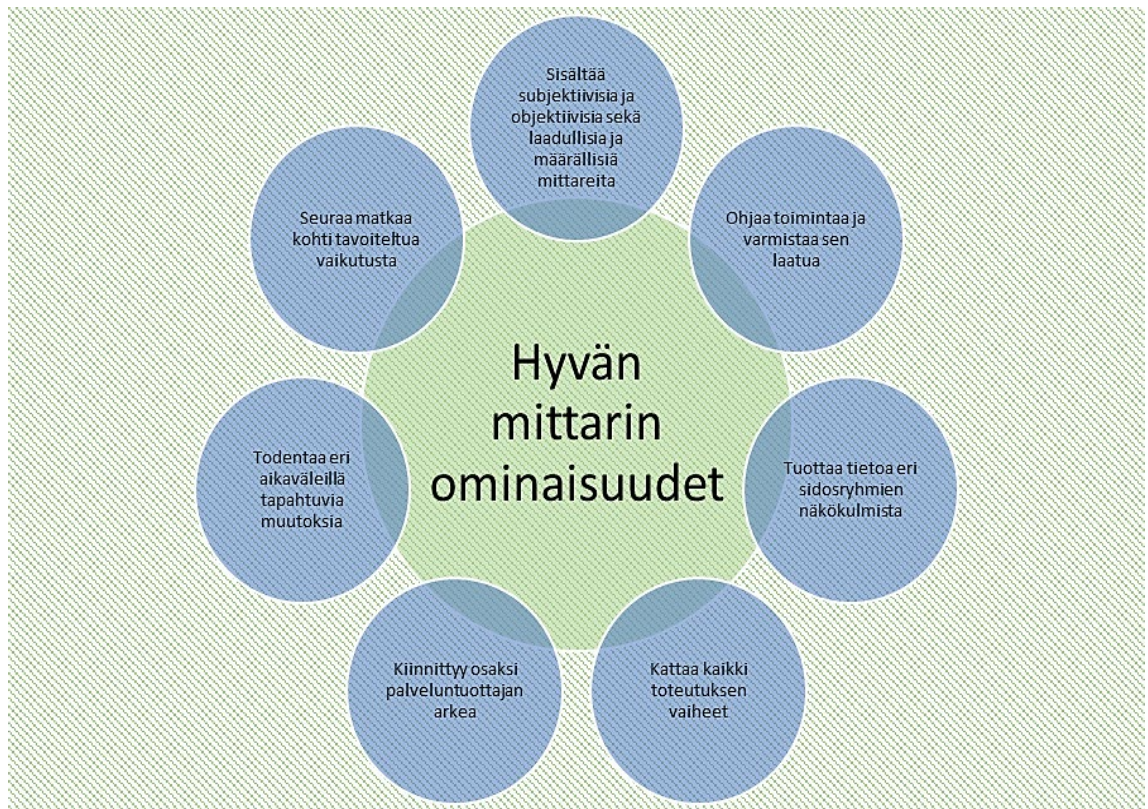 Sisältää
subjektiivisia ja
objektiivisia sekä
laadullisia ja
määrällisiä
mittareita
Ohjaa toimintaa ja
varmistaa sen
laatua
Tuottaa tietoa eri
sidosryhmien
näkökulmista
Kattaa kaikki
toteutuksen
vaiheet
Kiinnittyy osaksi
palveluntuottajan
arkea
Todentaa eri
aikaväleillä
tapahtuvia
muutoksia
Seuraa matkaa
kohti tavoiteltua
vaikutusta
Hyvän
mittarin
ominaisuudet